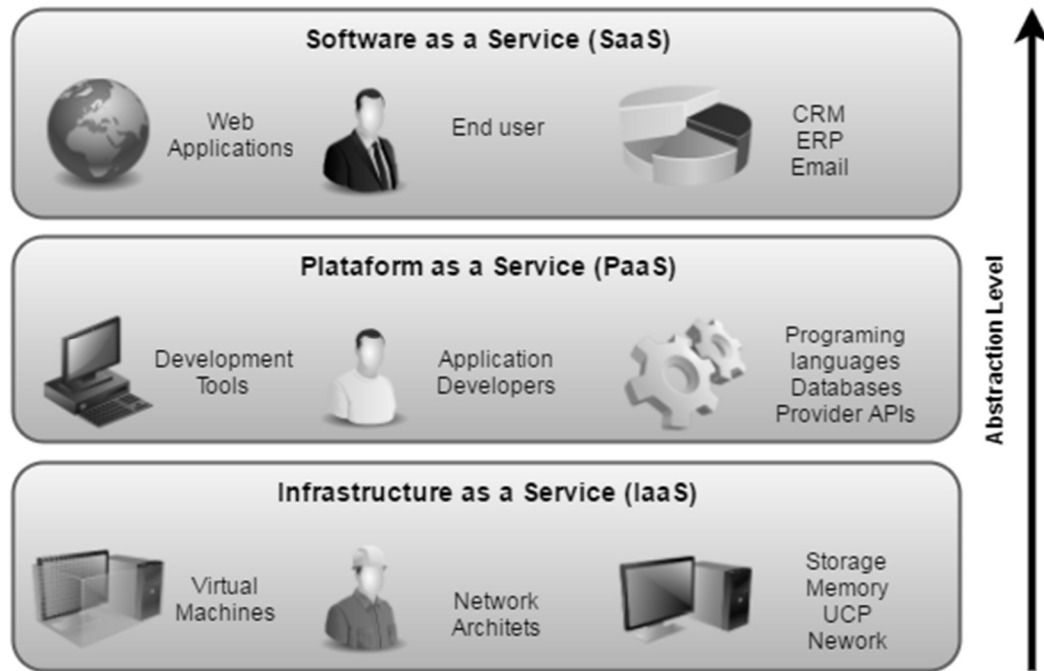 Software as a Service (SaaS)
Web
Applications
End user
CRM
ERP
Email
Plataform as a Service (PaaS)
Development
Tools
Application
Developers
Programing
languages
Databases
Provider APIs
Infrastructure as a Service (IaaS)
Virtual
Machines
Network
Architets
Storage
Memory
UCP
Nework
Abstraction Level